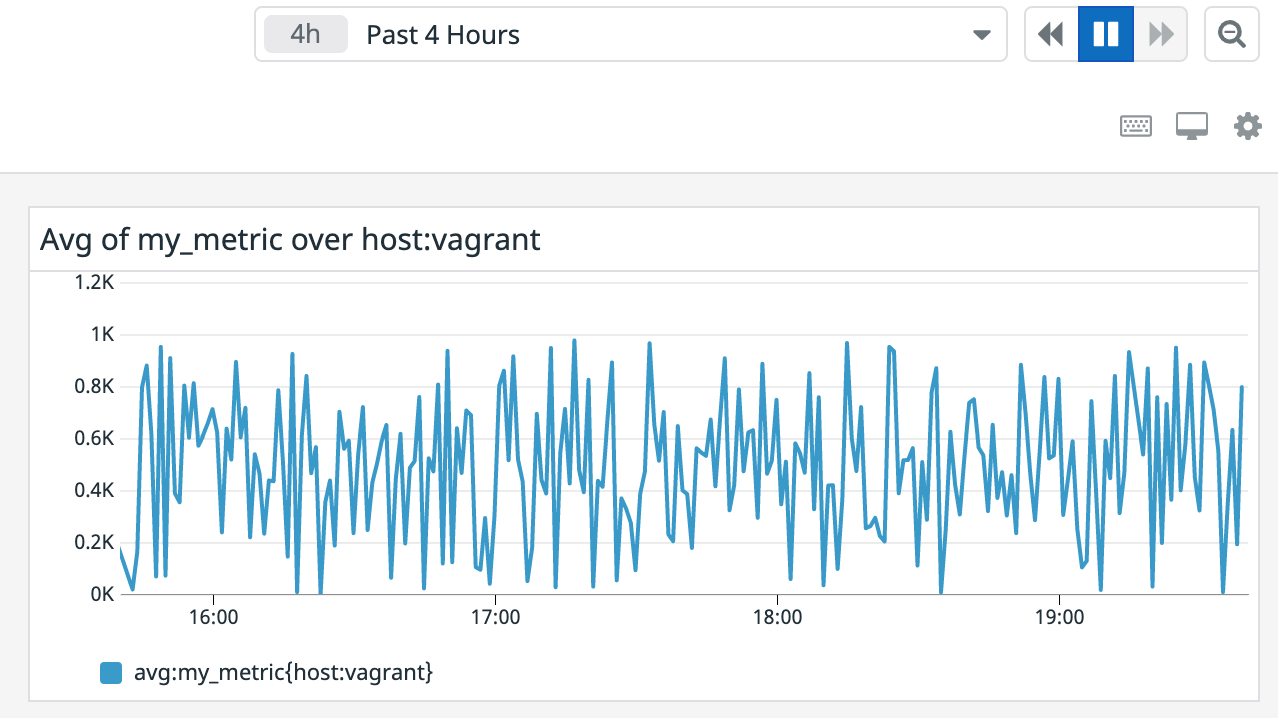 4h Past 4 Hours
Avg of my_metric over host:vagrant
1.2K
1K
0.8K
0.6K
0.4K
0.2K
0K
16:00 17:00 18:00 19:00
avg:my_metric{host:vagrant}